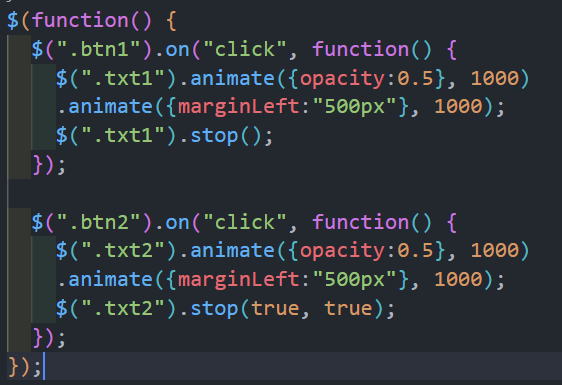 $(function() {
  $(".btn1").on("click", function() {
    $(".txt1").animate({opacity:0.5}, 1000)
    .animate({marginLeft:"500px"}, 1000);
    $(".txt1").stop();
  });

  $(".btn2").on("click", function() {
    $(".txt2").animate({opacity:0.5}, 1000)
    .animate({marginLeft:"500px"}, 1000);
    $(".txt2").stop(true, true);
  });
});